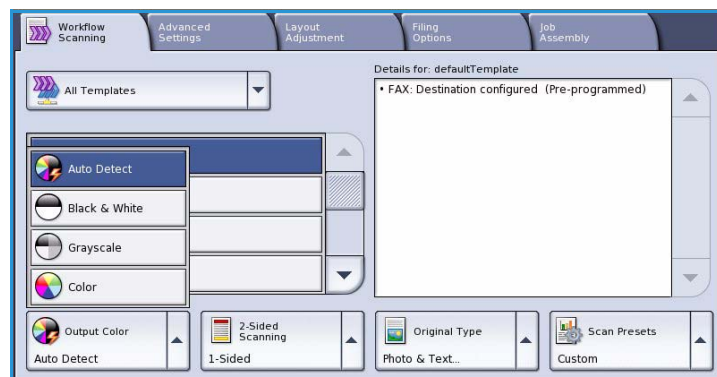 Workflow
Scanning
Advanced
Settings
Layout
Adjustment
Filing
Options
Job
Assembly
All Templates
Details for: defaultTemplate
• FAX: Destination configured (Pre-programmed)
Auto Detect
Black & White
Grayscale
Color
Output Color
Auto Detect
2-Sided
Scanning
1-Sided
Original Type
Photo & Text...
Scan Presets
Custom